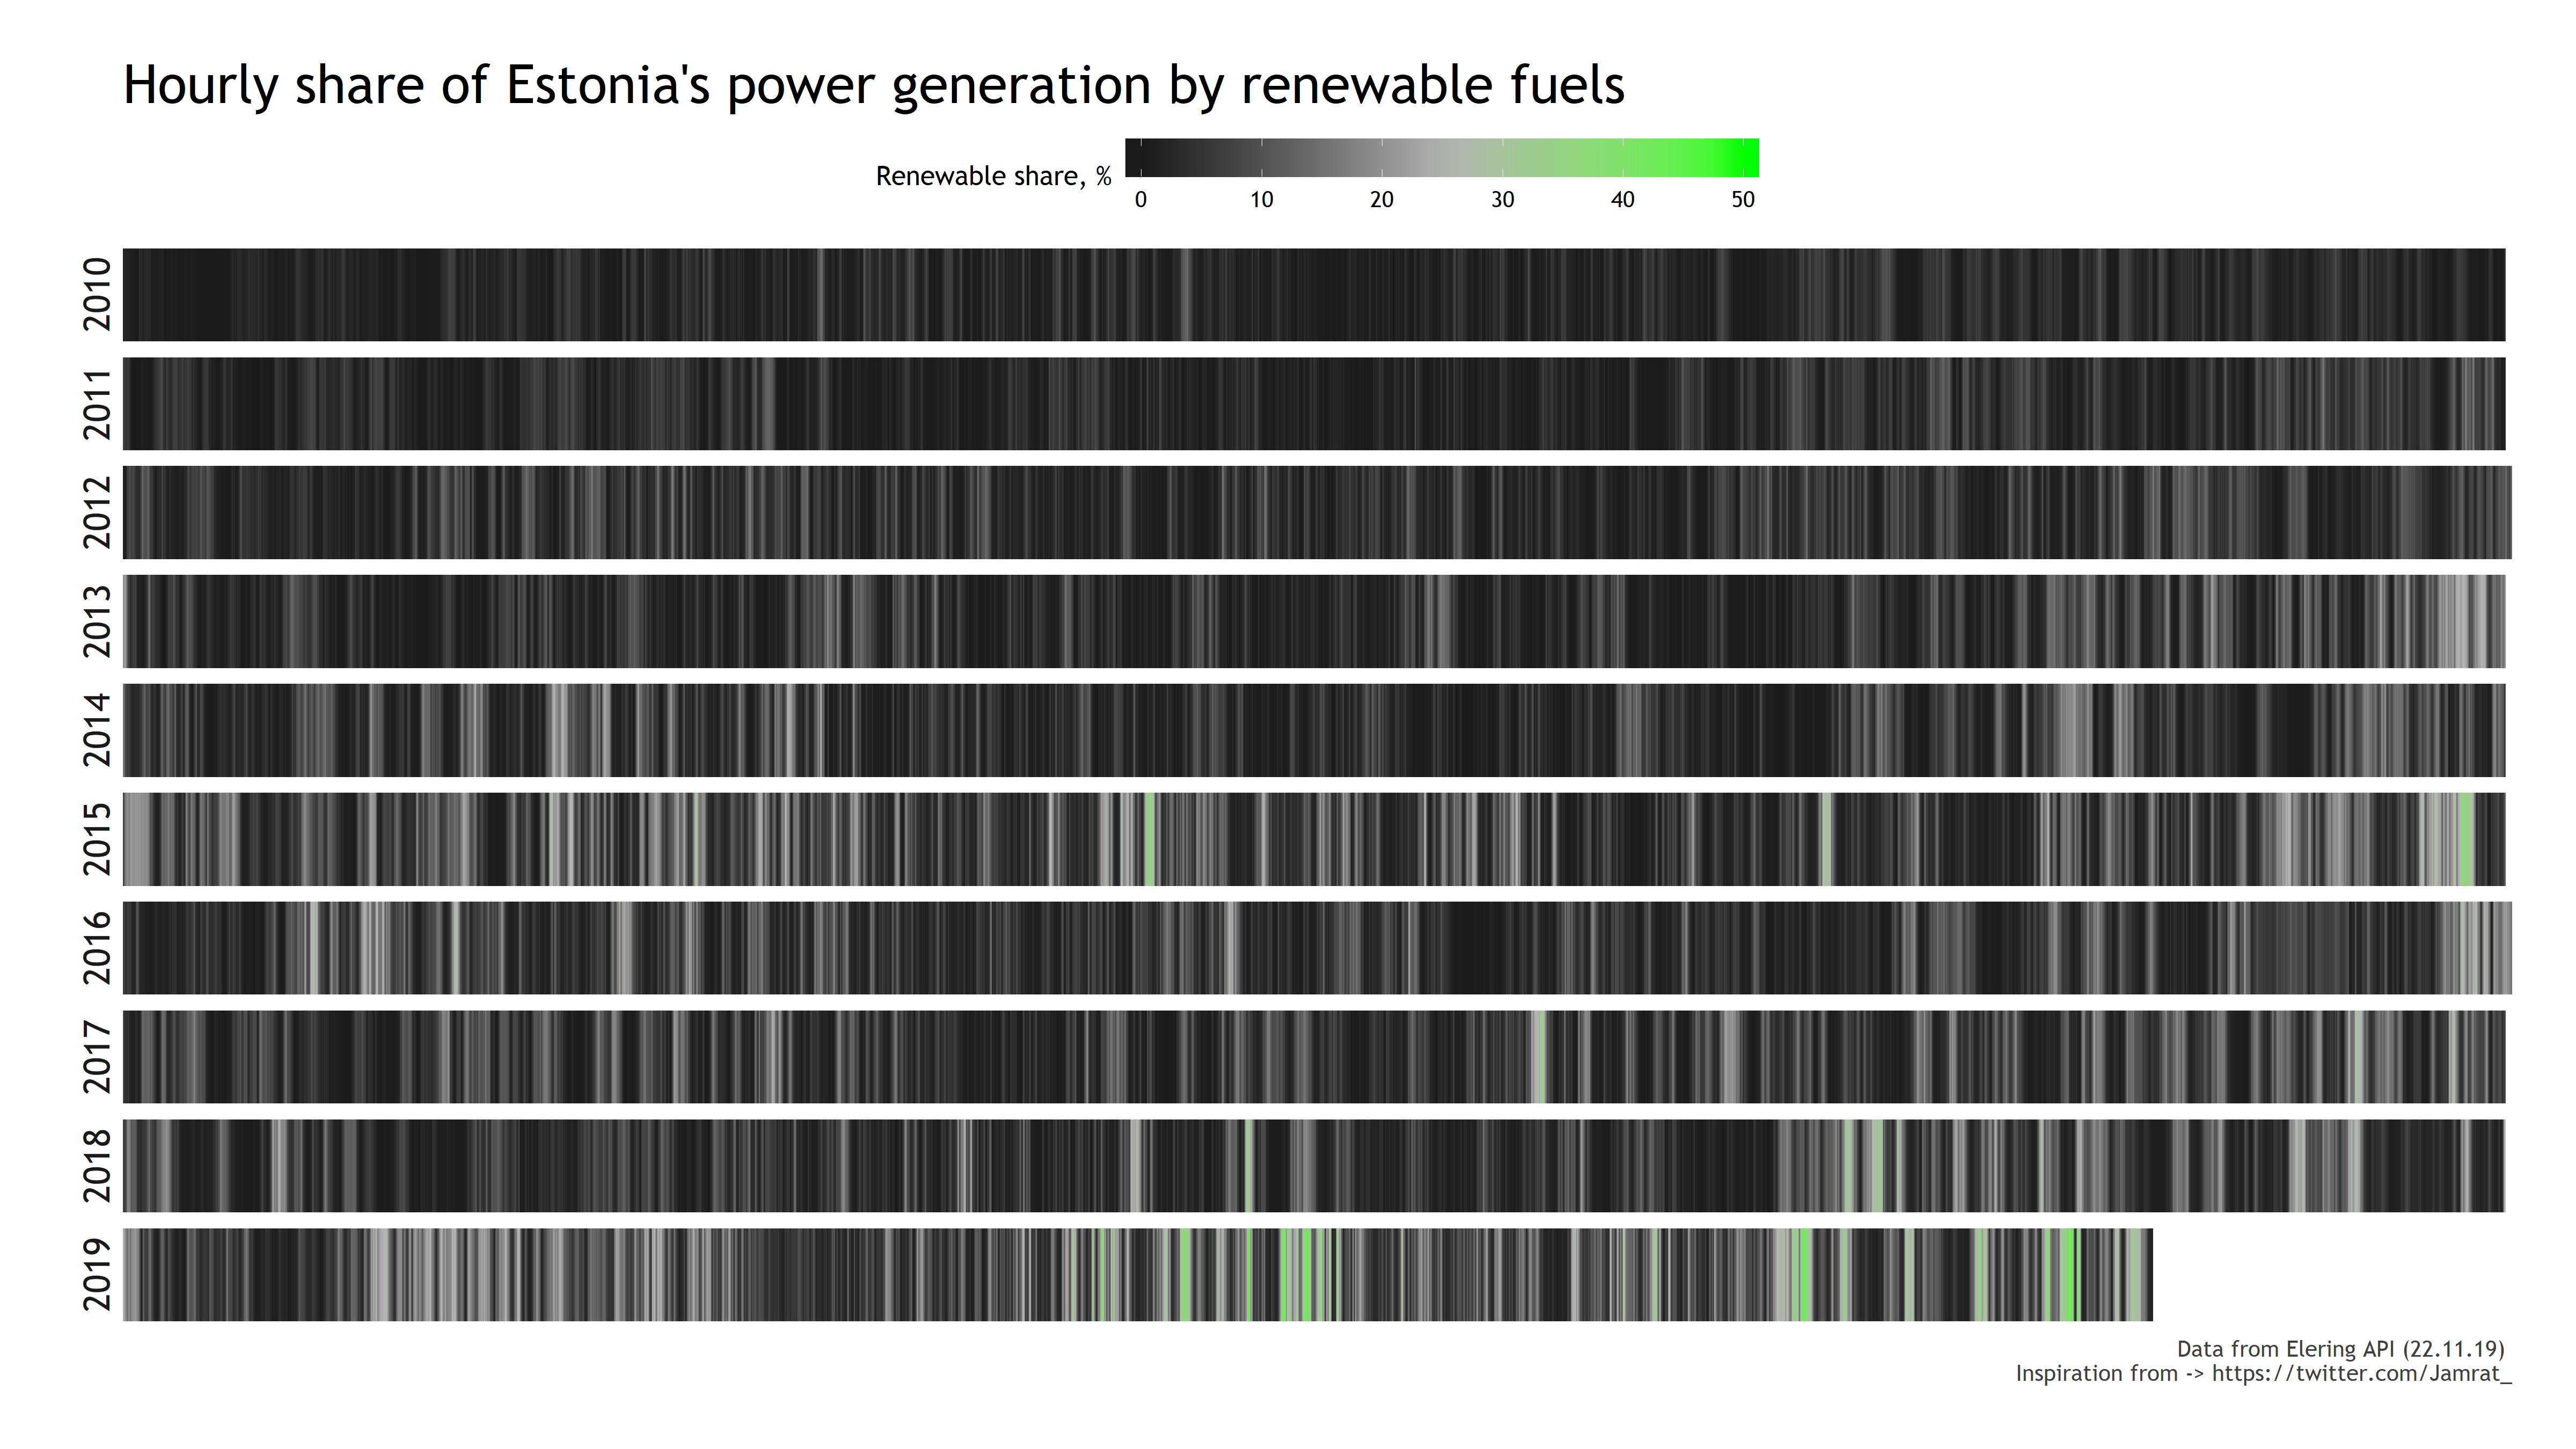 Hourly share of Estonia's power generation by renewable fuels
Renewable share, %
0 10 20 30 40 50
2010
2011
2012
2013
2014
2015
2016
2017
2018
2019
Data from Elering API (22.11.19)
Inspiration from -> https://twitter.com/Jamrat_